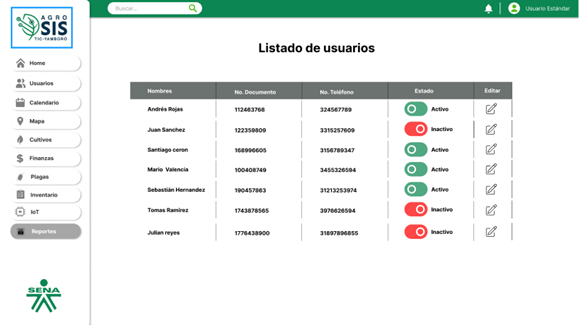 AGRO
SIS
TIC-YAMBORO
Buscar...
Usuario Estándar
Home
Usuarios
Calendario
Mapa
Cultivos
Finanzas
Plagas
Inventario
IoT
Reportes
SENA
Listado de usuarios
Nombres No. Documento No. Teléfono Estado Editar
Andrés Rojas 112463768 324567789 Activo
Juan Sanchez 122359809 3315257609 Inactivo
Santiago ceron 168996605 3156789347 Activo
Mario Valencia 100408749 3455326594 Activo
Sebastián Hernandez 190457863 31213253974 Activo
Tomas Ramírez 1743878565 3976626594 Inactivo
Julian reyes 1776438900 31897896855 Inactivo